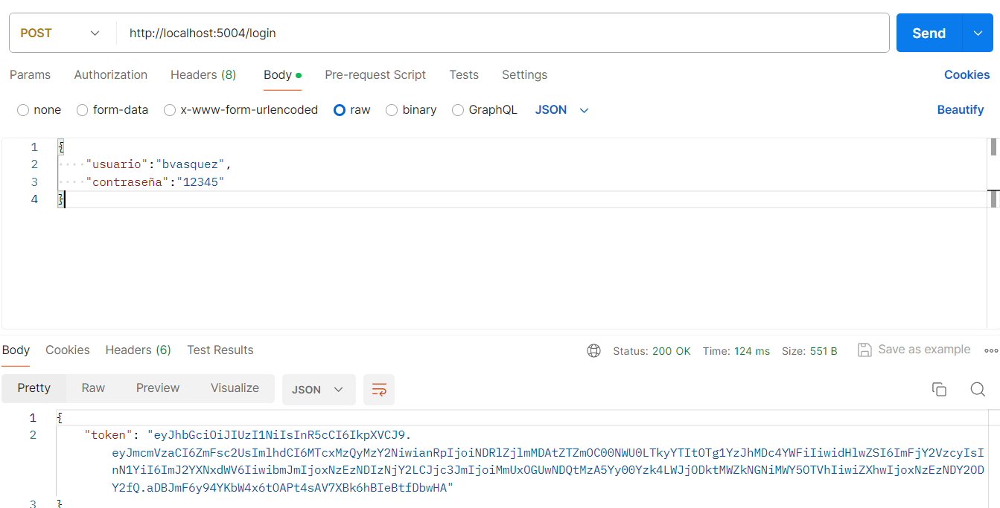 POST http://localhost:5004/login Send
Params Authorization Headers (8) Body Pre-request Script Tests Settings Cookies
none form-data x-www-form-urlencoded raw binary GraphQL JSON Beautify
1 {
2 ····"usuario":"bvasquez",
3 ····"contraseña":"12345"
4 }
Body Cookies Headers (6) Test Results Status: 200 OK Time: 124 ms Size: 551 B Save as example
Pretty Raw Preview Visualize JSON
1 {
2 "token": "eyJhbGciOiJIUzI1NiIsInR5cCI6IkpXVCJ9.
eyJmcmVzaCI6ZmFsc2UsImlhdCI6MTcxMzQyMzY2NiwianRpIjoiNDRlZjlmMDAtZTZmOC00NWU0LTkyYTItOTg1YzJhMDc4YWFiIiwidHlwZSI6ImFjY2VzcyIsI
nN1YiI6ImJ2YXNxdWV6IiwibmJmIjoxNzEzNDIzNjY2LCJjc3JmIjoiMmUxOGUwNDQtMzA5Yy00Yzk4LWJjODktMWZkNGNiMWY5OTVhIiwiZXhwIjoxNzEzNDY2OD
Y2fQ.aDBJmF6y94YKbW4x6tOAPt4sAV7XBk6hBIeBtfDbwHA"
3 }